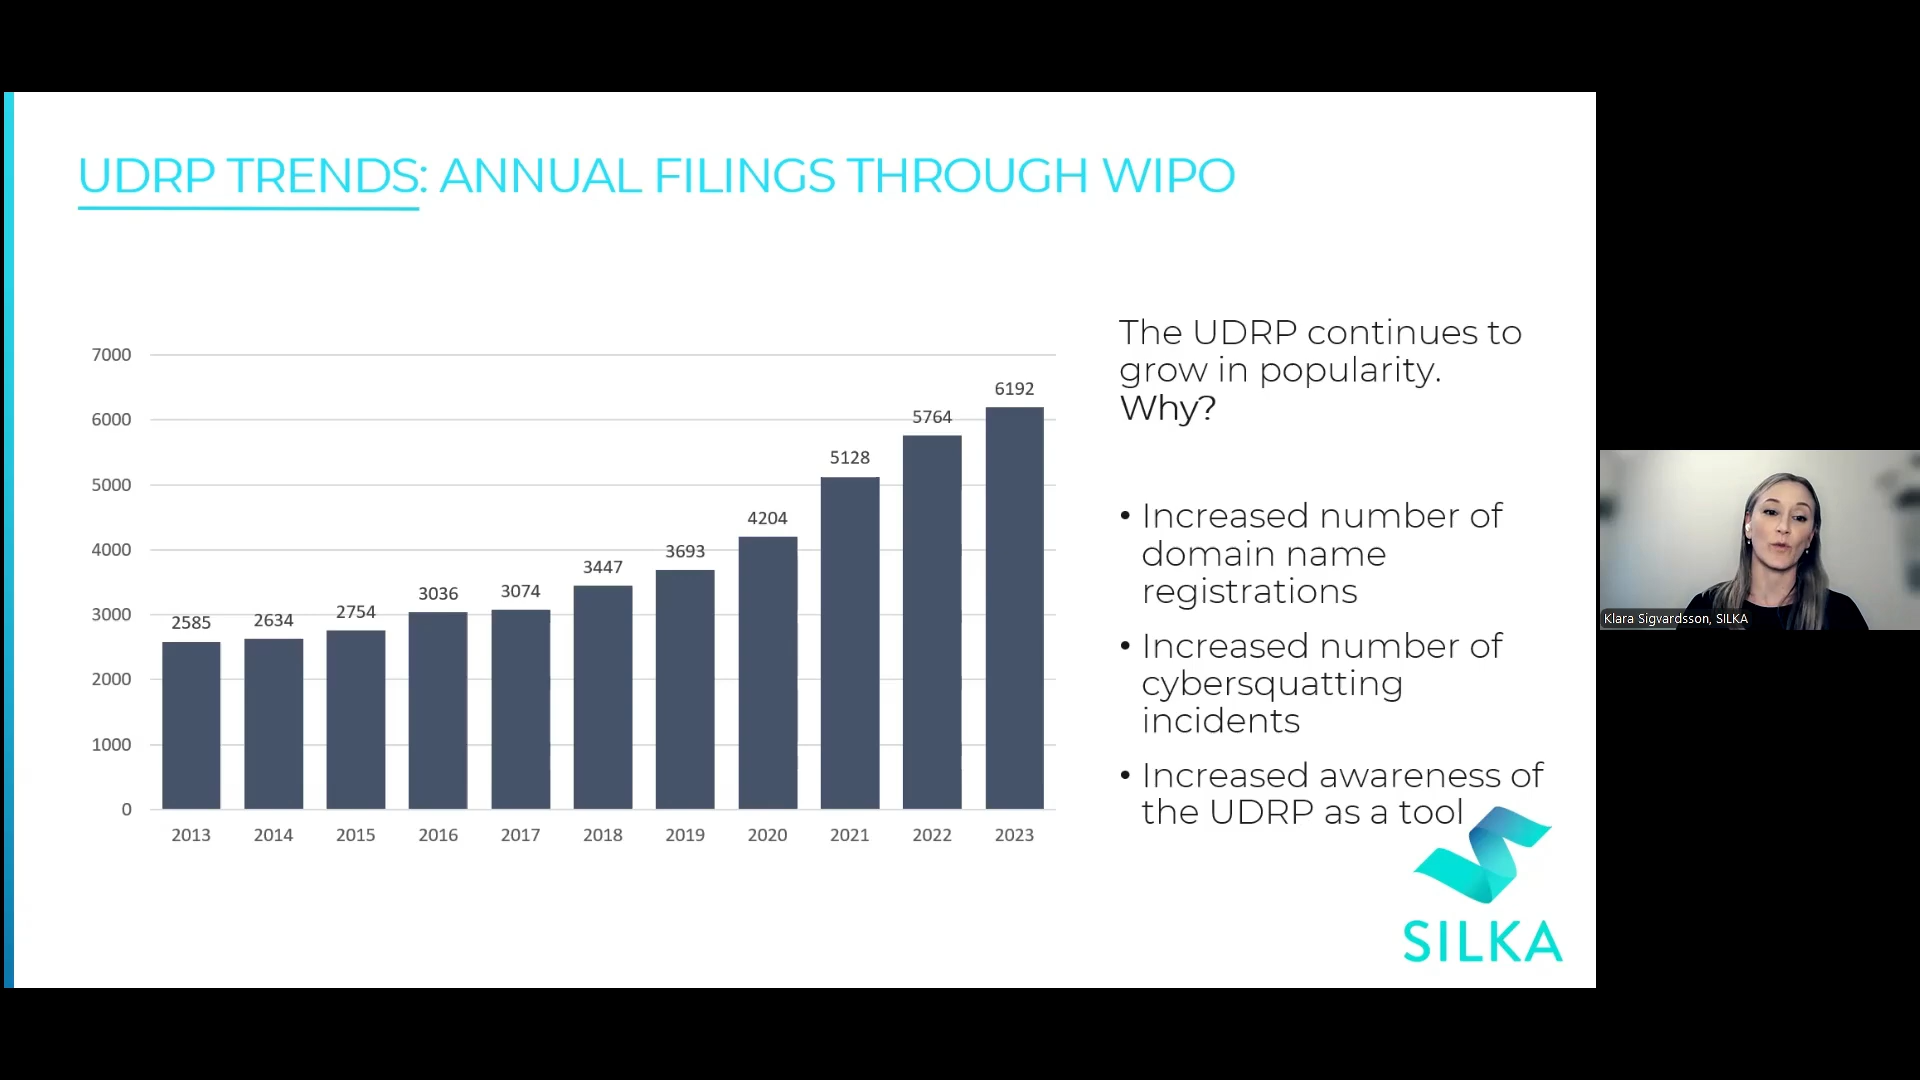 UDRP TRENDS: ANNUAL FILINGS THROUGH WIPO
7000
6000
5000
4000
3000
2000
1000
0
2585
2634
2754
3036
3074
3447
3693
4204
5128
5764
6192
2013
2014
2015
2016
2017
2018
2019
2020
2021
2022
2023
The UDRP continues to
grow in popularity.
Why?
• Increased number of
domain name
registrations
• Increased number of
cybersquatting
incidents
• Increased awareness of
the UDRP as a tool
SILKA
Klara Sigvardsson, SILKA